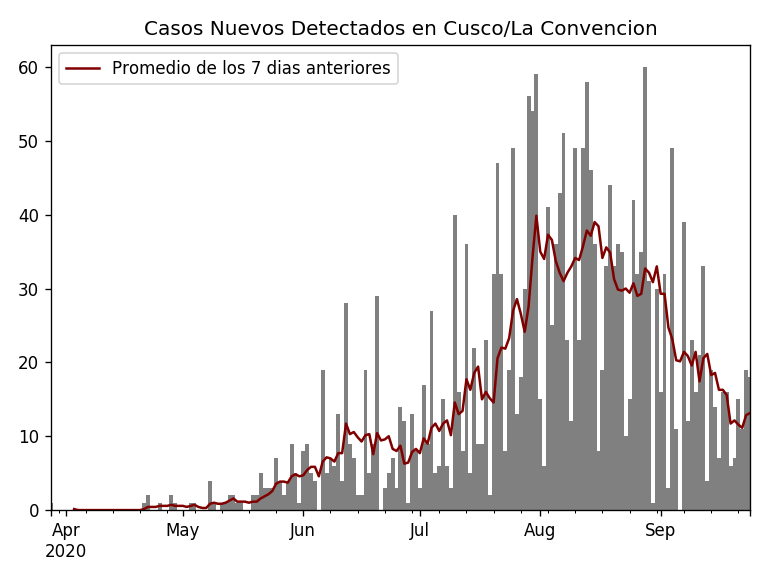 Casos Nuevos Detectados en Cusco/La Convencion
Promedio de los 7 dias anteriores
60
50
40
30
20
10
0
Apr May Jun Jul Aug Sep
2020